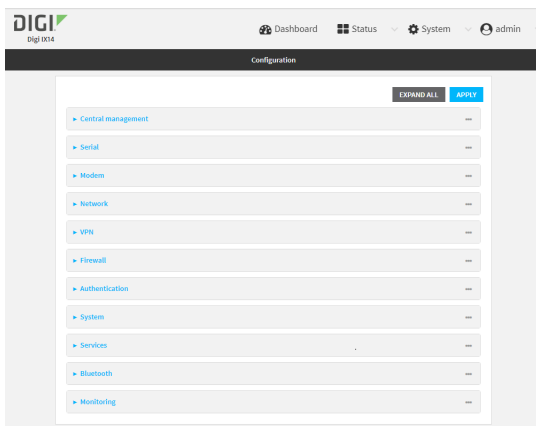 DIGI
Digi IX14
Dashboard
Status
System
admin
Configuration
EXPAND ALL
APPLY
Central management
Serial
Modem
Network
VPN
Firewall
Authentication
System
Services
Bluetooth
Monitoring